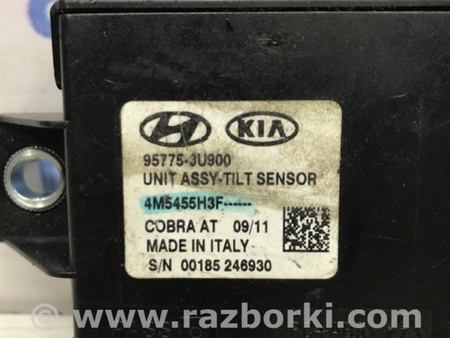 KIA
95775-3U900
UNIT ASSY-TILT SENSOR
4M5455H3F------
COBRA AT 09/11
MADE IN ITALY
S/N 00185 246930
© www.razborki.com